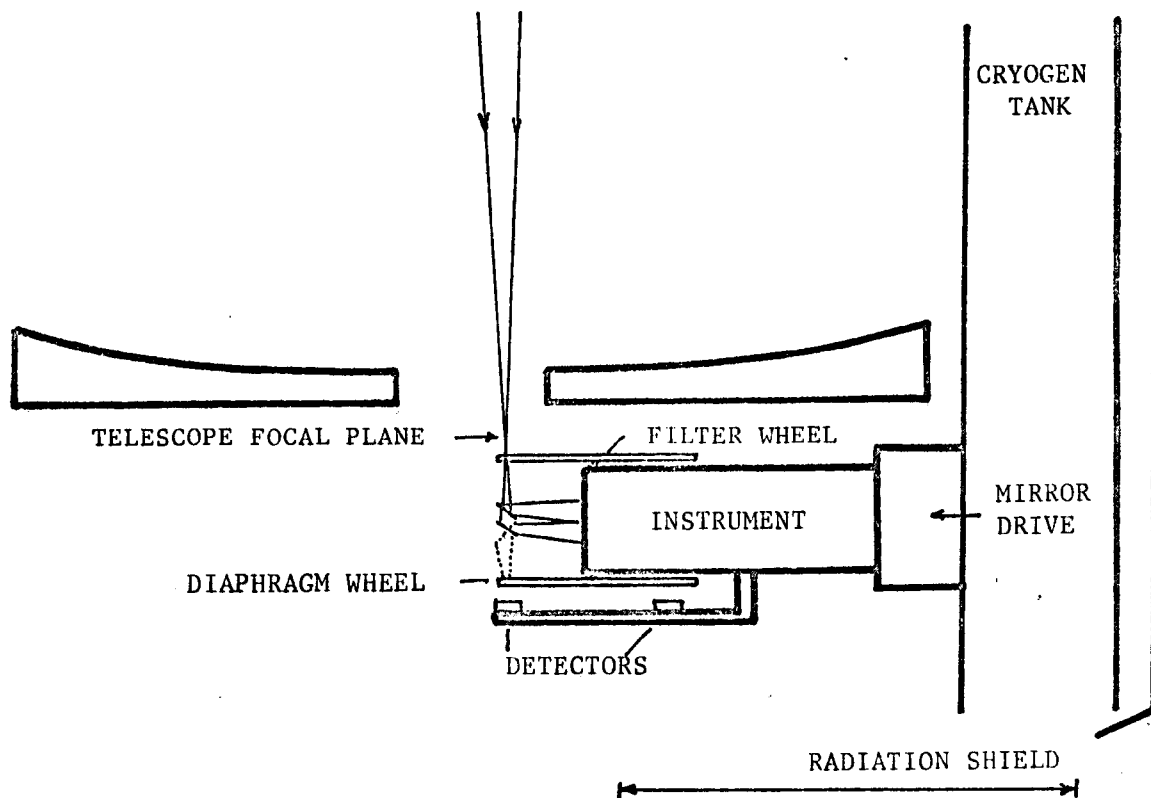 CRYOGEN
TANK
TELESCOPE FOCAL PLANE
FILTER WHEEL
INSTRUMENT
MIRROR
DRIVE
DIAPHRAGM WHEEL
DETECTORS
RADIATION SHIELD